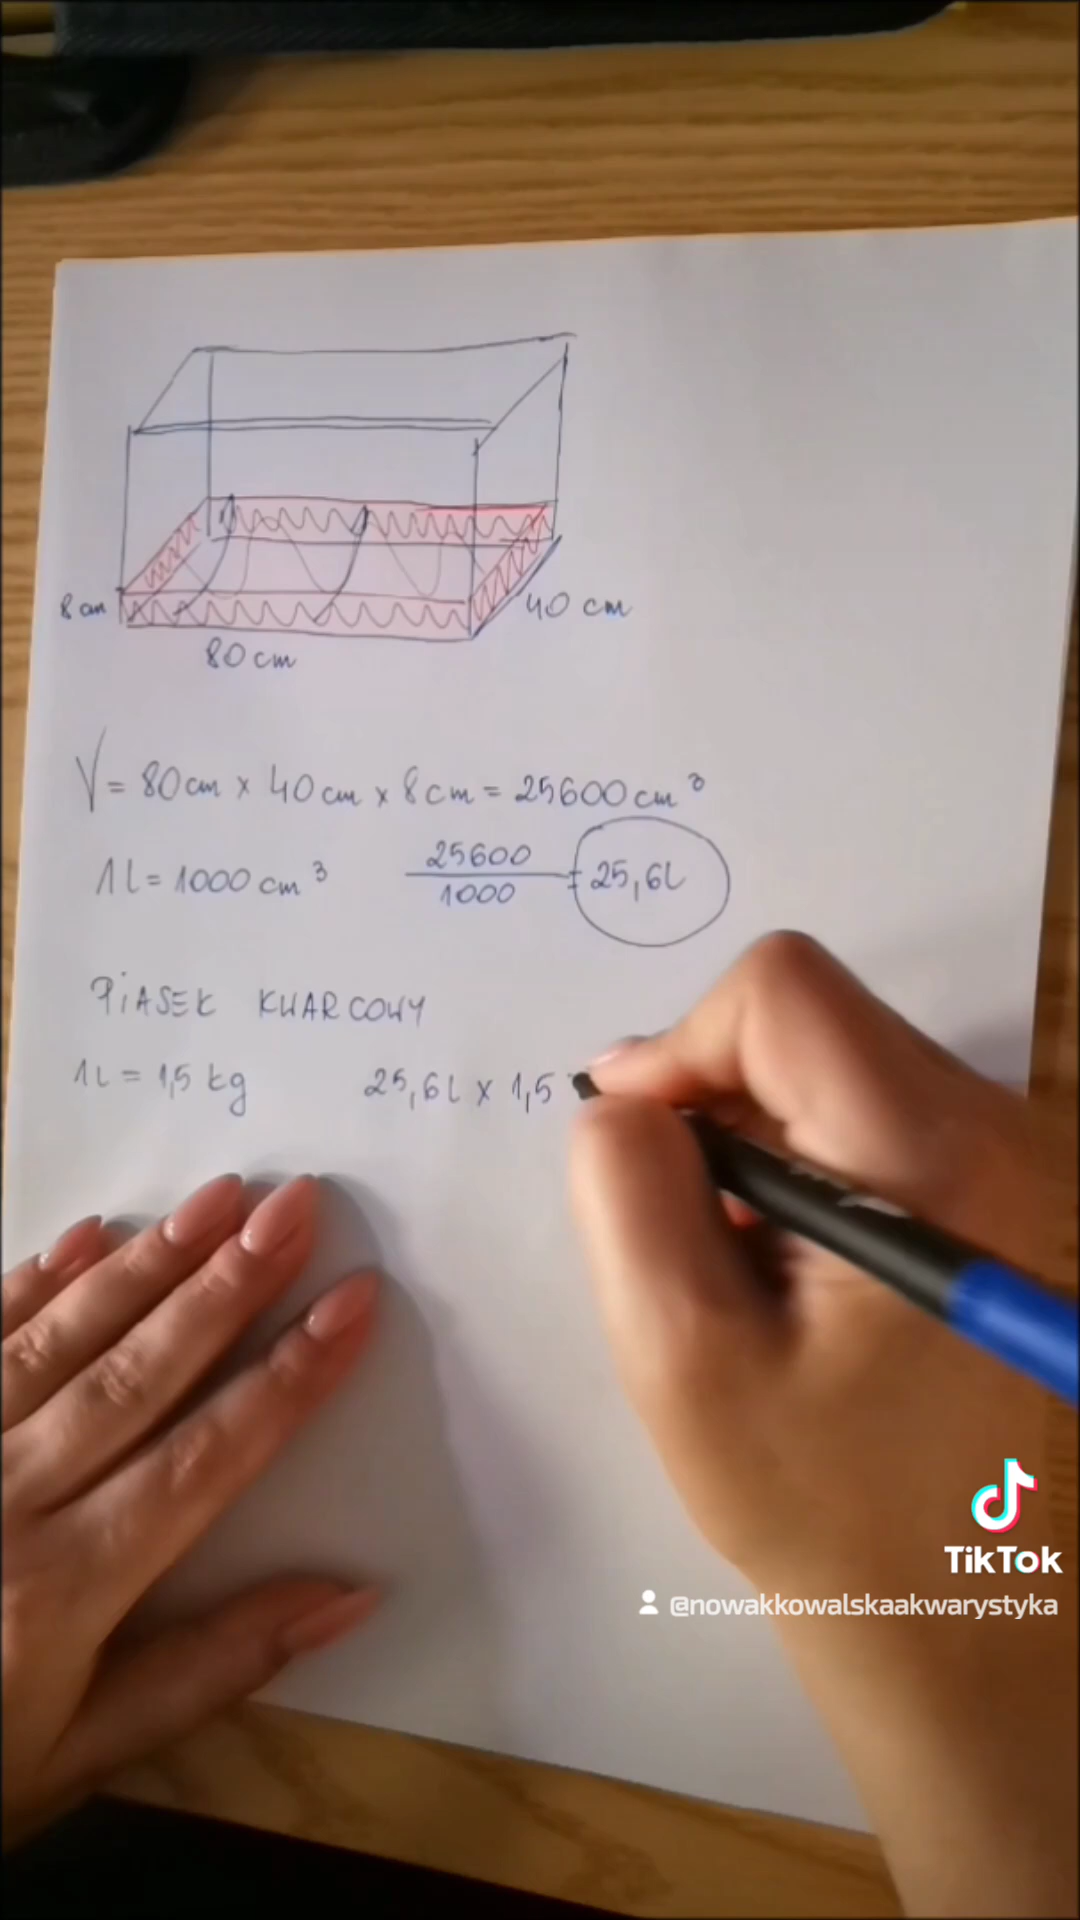 8 cm
40 cm
80 cm
V = 80 cm x 40 cm x 8 cm = 25600 cm³
1 l = 1000 cm³
25600
1000
= 25,6 l
PIASEK KWARCOWY
1 l = 1,5 kg
25,6 l x 1,5
TikTok
@nowakkowalskaakwarystyka